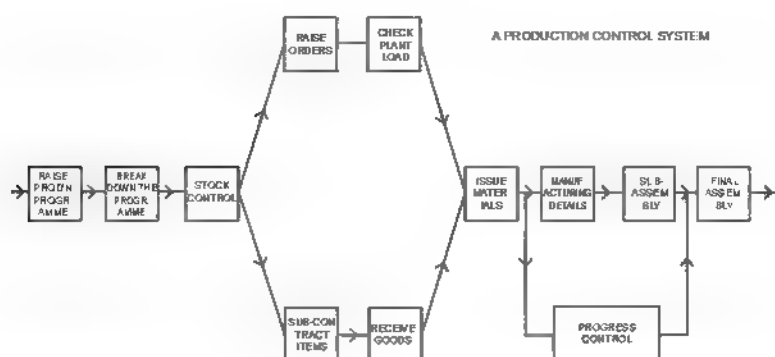 RAISE
ORDERS
CHECK
PLANT
LOAD
A PRODUCTION CONTROL SYSTEM
RAISE
PROD'N
PROGR
AMME
BREAK
DOWN THE
PROGR
AMME
STOCK
CONTROL
ISSUE
MATER
IALS
MANUF
ACTURING
DETAILS
SUB-
ASSEM
BLY
FINAL
ASSEM
BLY
SUB-CON
TRACT
ITEMS
RECEIVE
GOODS
PROGRESS
CONTROL